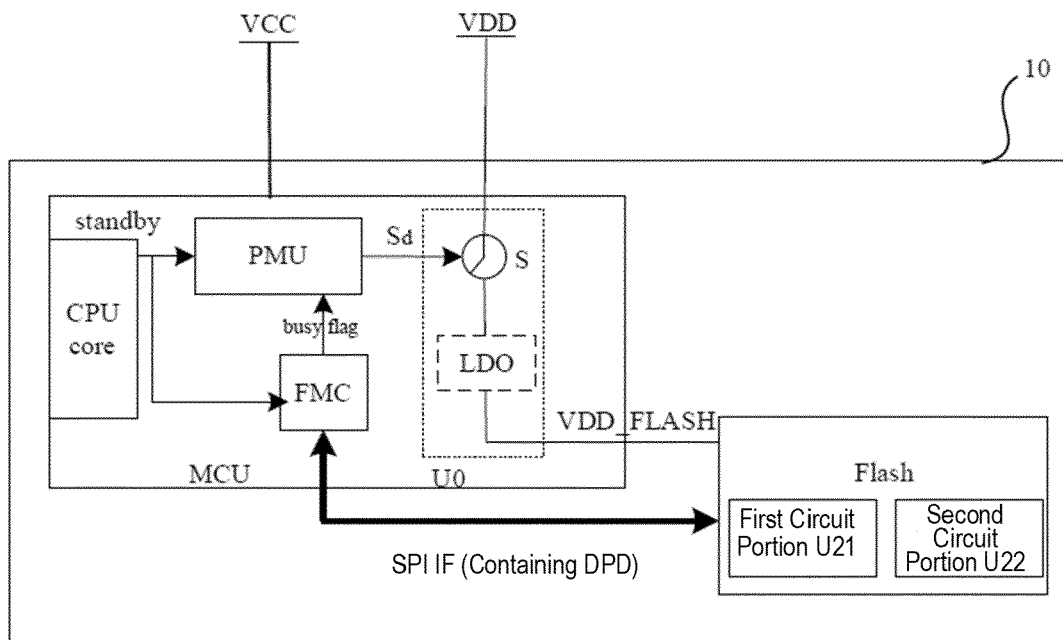 VCC
VDD
10
standby
PMU
Sd
S
CPU
core
busy flag
LDO
FMC
VDD_FLASH
MCU
U0
Flash
First Circuit
Portion U21
Second
Circuit
Portion U22
SPI IF (Containing DPD)